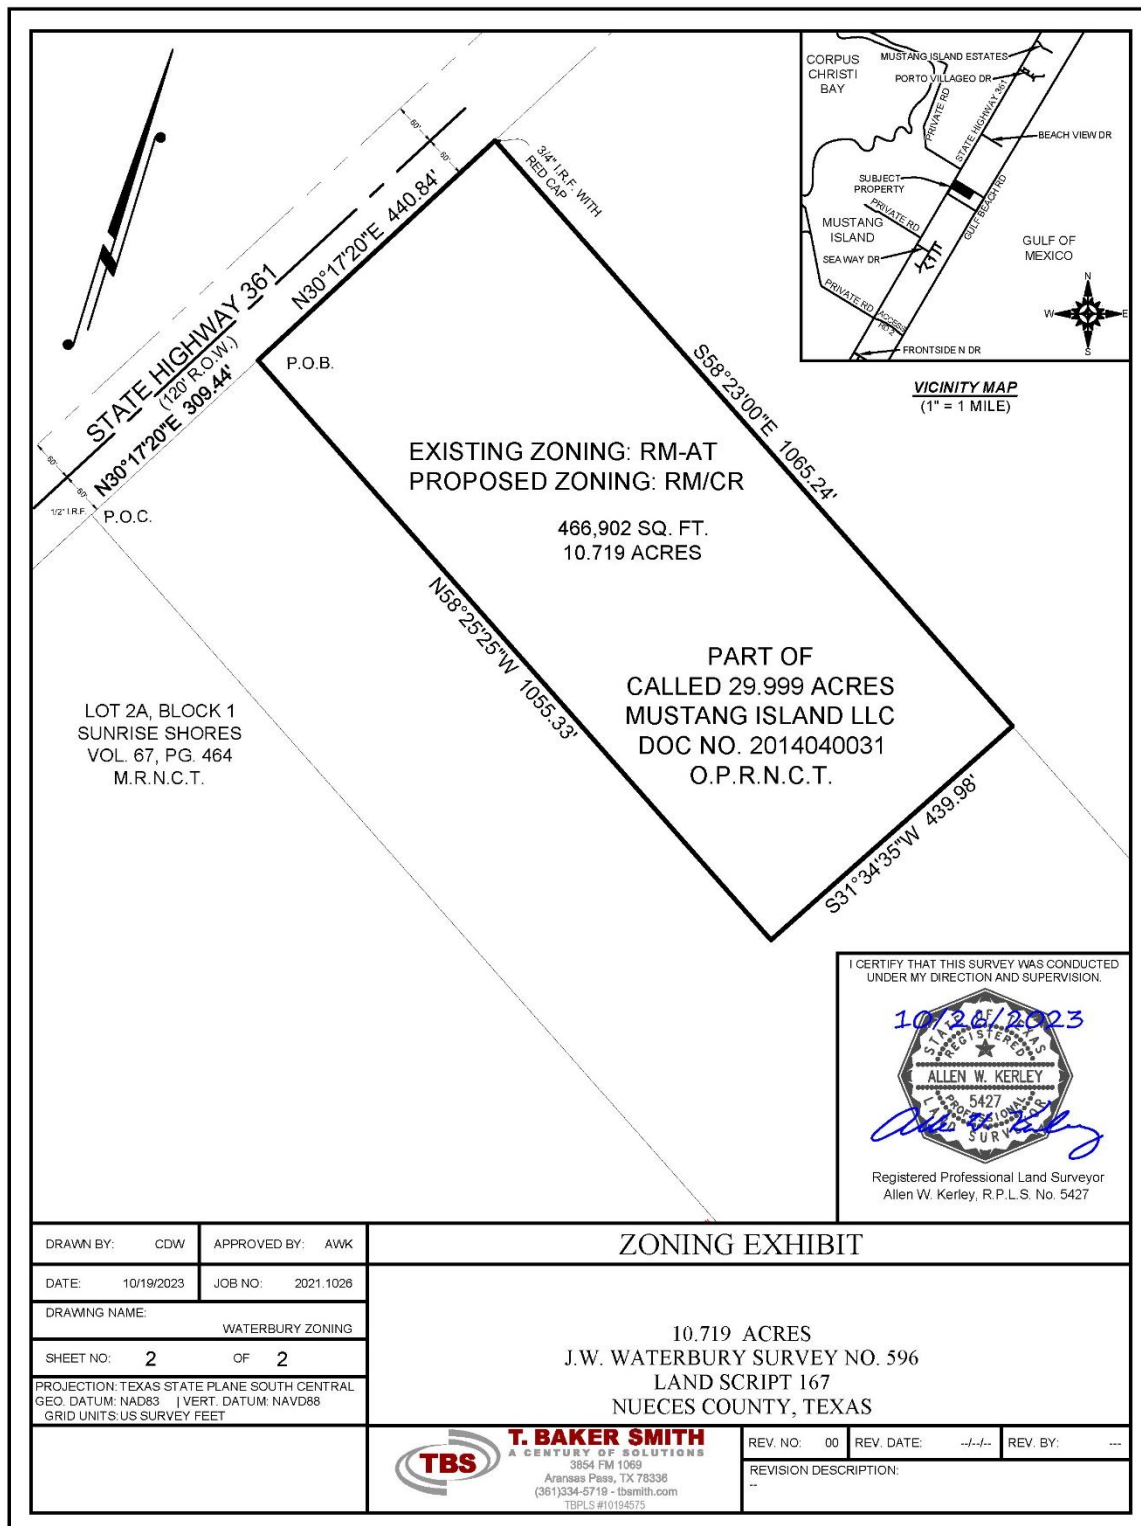 CORPUS
CHRISTI
BAY
MUSTANG ISLAND ESTATES
PORTO VILLAGEO DR
PRIVATE RD
STATE HIGHWAY 361
BEACH VIEW DR
SUBJECT
PROPERTY
PRIVATE RD
GULF BEACH RD
MUSTANG
ISLAND
SEAWAY DR
GULF OF
MEXICO
N
W
E
S
PRIVATE RD
ACCESS
RD 2
FRONTSIDE N DR
VICINITY MAP
(1" = 1 MILE)
60'
60'
3/4" I.R.F. WITH
RED CAP
N30°17'20"E 440.84'
STATE HIGHWAY 361
(120' R.O.W.)
N30°17'20"E 309.44'
P.O.B.
60'
60'
1/2" I.R.F.
P.O.C.
S58°23'00"E 1065.24'
EXISTING ZONING: RM-AT
PROPOSED ZONING: RM/CR
466,902 SQ. FT.
10.719 ACRES
N58°25'25"W 1055.33'
PART OF
CALLED 29.999 ACRES
MUSTANG ISLAND LLC
DOC NO. 2014040031
O.P.R.N.C.T.
LOT 2A, BLOCK 1
SUNRISE SHORES
VOL. 67, PG. 464
M.R.N.C.T.
S31°34'35"W 439.98'
I CERTIFY THAT THIS SURVEY WAS CONDUCTED
UNDER MY DIRECTION AND SUPERVISION.
10/26/2023
STATE OF TEXAS
REGISTERED
ALLEN W. KERLEY
5427
PROFESSIONAL
LAND SURVEYOR
Allen W. Kerley
Registered Professional Land Surveyor
Allen W. Kerley, R.P.L.S. No. 5427
DRAWN BY: CDW
APPROVED BY: AWK
DATE: 10/19/2023
JOB NO: 2021.1026
DRAWING NAME:
WATERBURY ZONING
SHEET NO: 2 OF 2
PROJECTION: TEXAS STATE PLANE SOUTH CENTRAL
GEO. DATUM: NAD83 | VERT. DATUM: NAVD88
GRID UNITS: US SURVEY FEET
ZONING EXHIBIT
10.719 ACRES
J.W. WATERBURY SURVEY NO. 596
LAND SCRIPT 167
NUECES COUNTY, TEXAS
TBS
T. BAKER SMITH
A CENTURY OF SOLUTIONS
3854 FM 1069
Aransas Pass, TX 78336
(361)334-5719 - tbsmith.com
TBPLS #10194575
REV. NO: 00
REV. DATE: --/--/--
REV. BY: ---
REVISION DESCRIPTION:
--